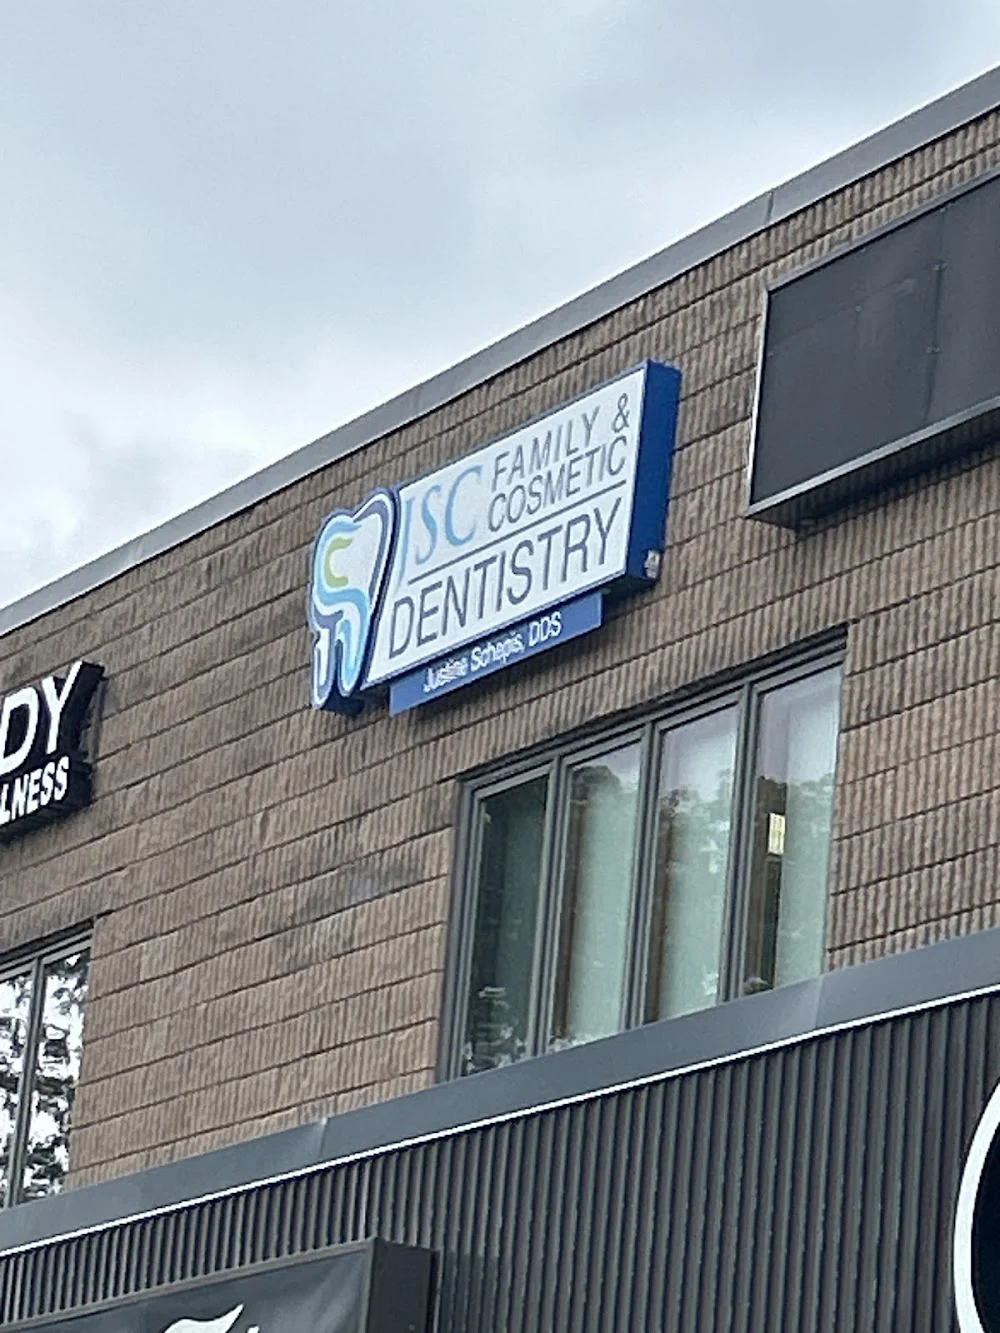 JSC FAMILY &
COSMETIC
DENTISTRY
Justine Schepis, DDS
DY
LNESS